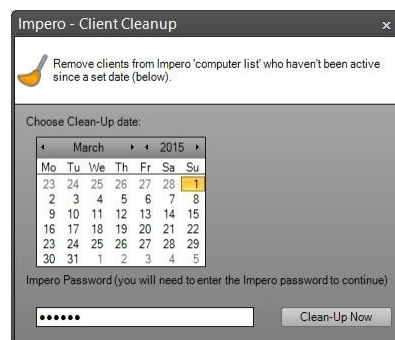 Impero - Client Cleanup x
Remove clients from Impero 'computer list' who haven't been active
since a set date (below).
Choose Clean-Up date:
March 2015
Mo Tu We Th Fr Sa Su
23 24 25 26 27 28 1
2 3 4 5 6 7 8
9 10 11 12 13 14 15
16 17 18 19 20 21 22
23 24 25 26 27 28 29
30 31 1 2 3 4 5
Impero Password (you will need to enter the Impero password to continue)
••••••
Clean-Up Now